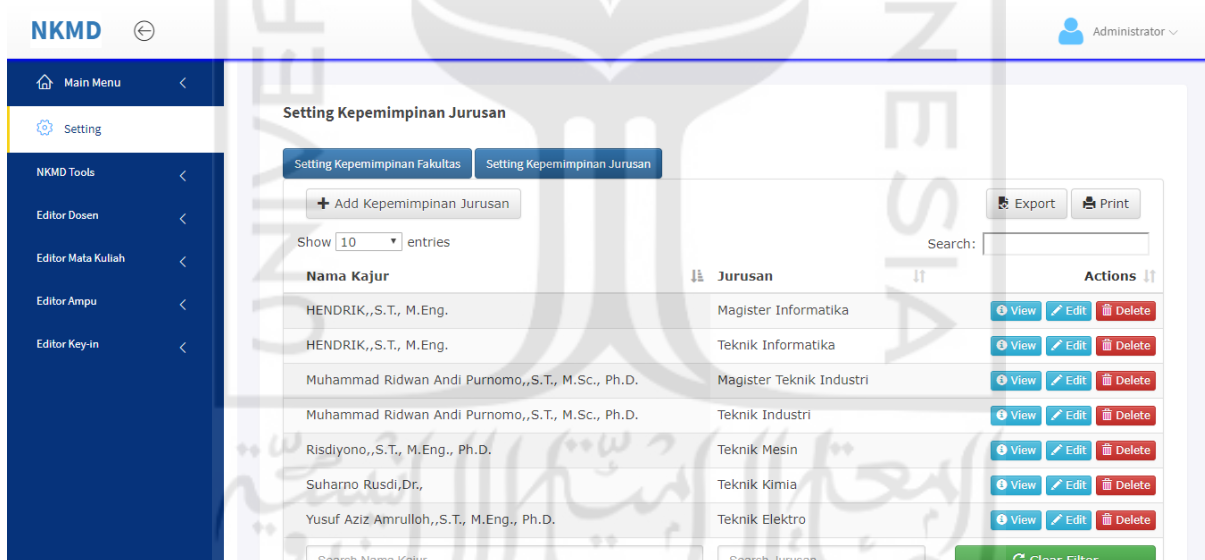 NKMD
Administrator
Main Menu
Setting
NKMD Tools
Editor Dosen
Editor Mata Kuliah
Editor Ampu
Editor Key-in
Setting Kepemimpinan Jurusan
Setting Kepemimpinan Fakultas Setting Kepemimpinan Jurusan
Add Kepemimpinan Jurusan Export Print
Show 10 entries Search:
Nama Kajur Jurusan Actions
HENDRIK,,S.T., M.Eng. Magister Informatika View Edit Delete
HENDRIK,,S.T., M.Eng. Teknik Informatika View Edit Delete
Muhammad Ridwan Andi Purnomo,,S.T., M.Sc., Ph.D. Magister Teknik Industri View Edit Delete
Muhammad Ridwan Andi Purnomo,,S.T., M.Sc., Ph.D. Teknik Industri View Edit Delete
Risdiyono,,S.T., M.Eng., Ph.D. Teknik Mesin View Edit Delete
Suharno Rusdi,Dr., Teknik Kimia View Edit Delete
Yusuf Aziz Amrulloh,,S.T., M.Eng., Ph.D. Teknik Elektro View Edit Delete
Search Nama Kajur Search Jurusan Clear Filter